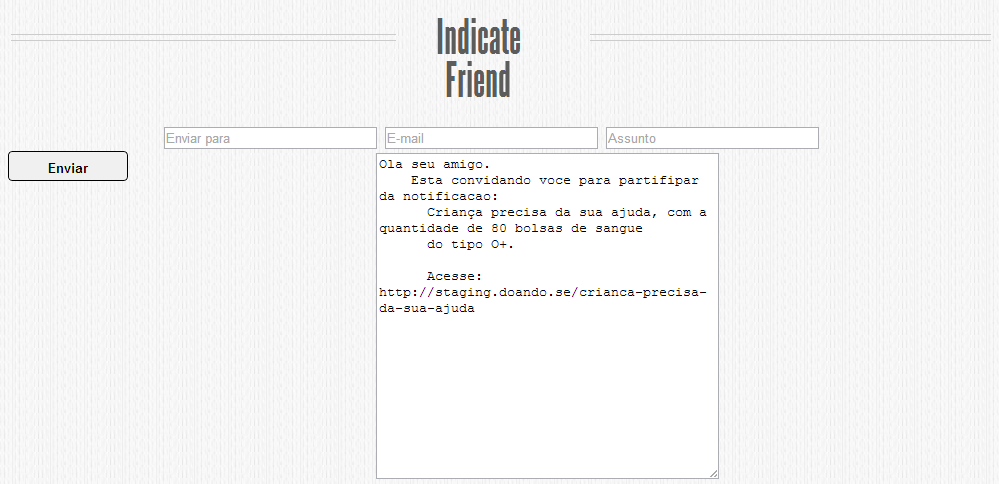 Indicate
Friend
Enviar para
E-mail
Assunto
Enviar
Ola seu amigo.
Esta convidando voce para partifipar
da notificacao:
Criança precisa da sua ajuda, com a
quantidade de 80 bolsas de sangue
do tipo O+.
Acesse:
http://staging.doando.se/crianca-precisa-
da-sua-ajuda